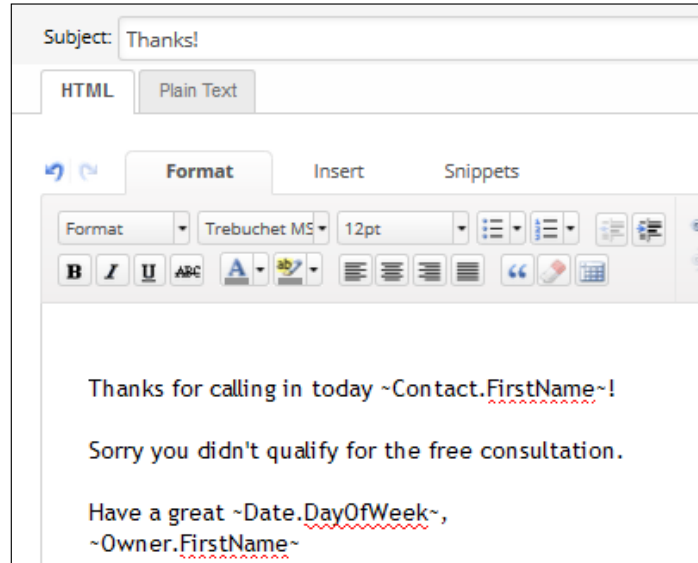 Subject: Thanks!
HTML Plain Text
Format Insert Snippets
Format Trebuchet MS 12pt
B I U ABC A ab
Thanks for calling in today ~Contact.FirstName~!
Sorry you didn't qualify for the free consultation.
Have a great ~Date.DayOfWeek~,
~Owner.FirstName~